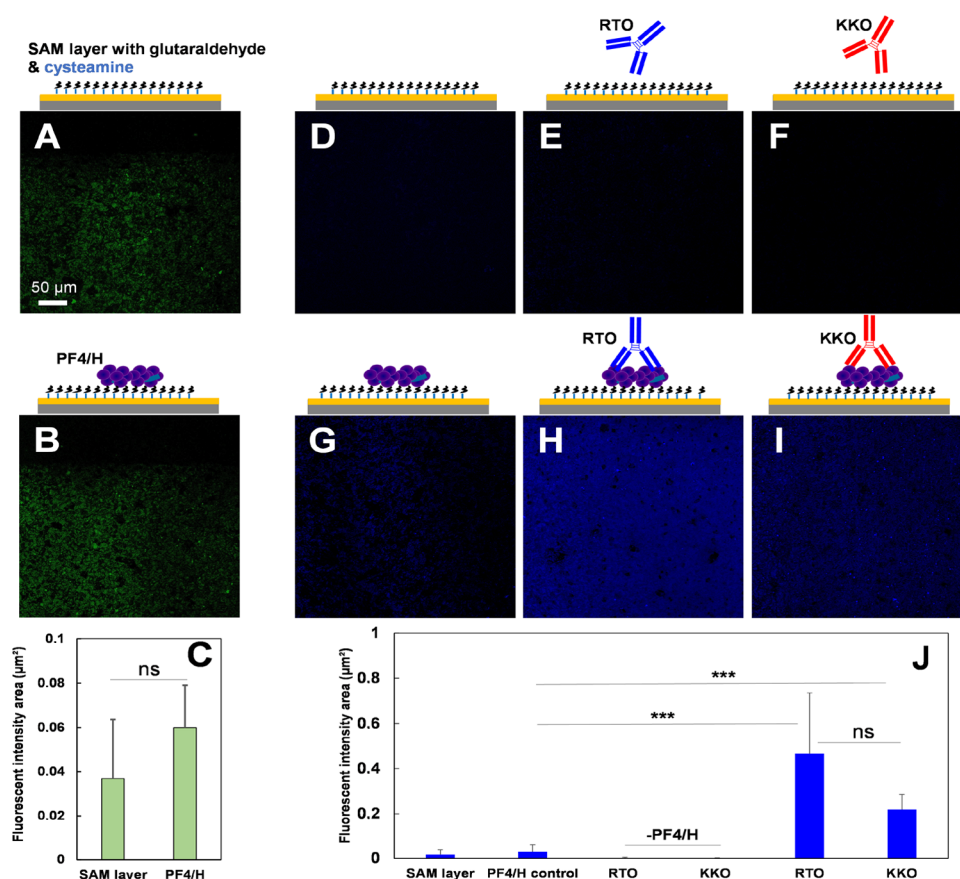 SAM layer with glutaraldehyde
& cysteamine
RTO
KKO
A
D
E
F
50 µm
PF4/H
RTO
KKO
B
G
H
I
C
Fluorescent intensity area (µm²)
0.1
0.08
0.06
0.04
0.02
0
ns
SAM layer
PF4/H
J
Fluorescent intensity area (µm²)
1
0.8
0.6
0.4
0.2
0
***
***
ns
-PF4/H
SAM layer
PF4/H control
RTO
KKO
RTO
KKO